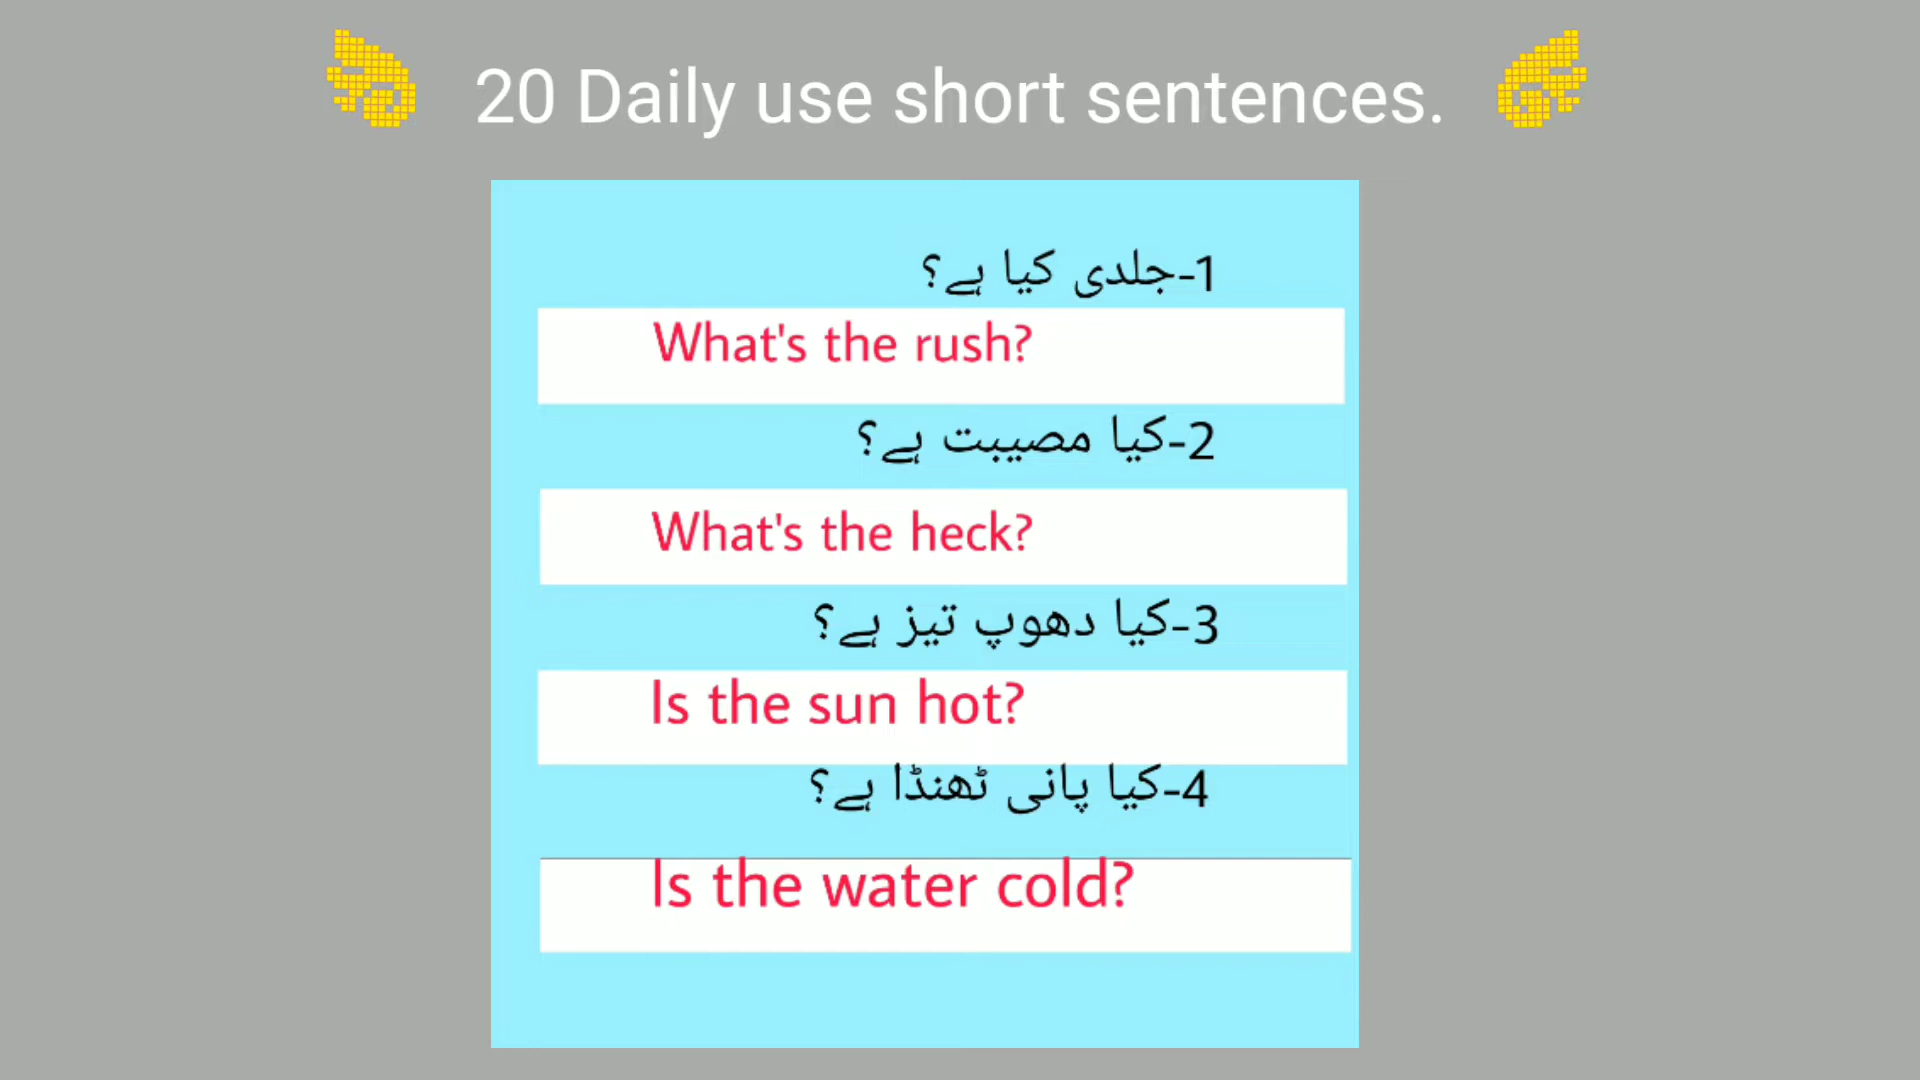 20 Daily use short sentences.
1-جلدی کیا ہے؟
What's the rush?
2-کیا مصیبت ہے؟
What's the heck?
3-کیا دھوپ تیز ہے؟
Is the sun hot?
4-کیا پانی ٹھنڈا ہے؟
Is the water cold?